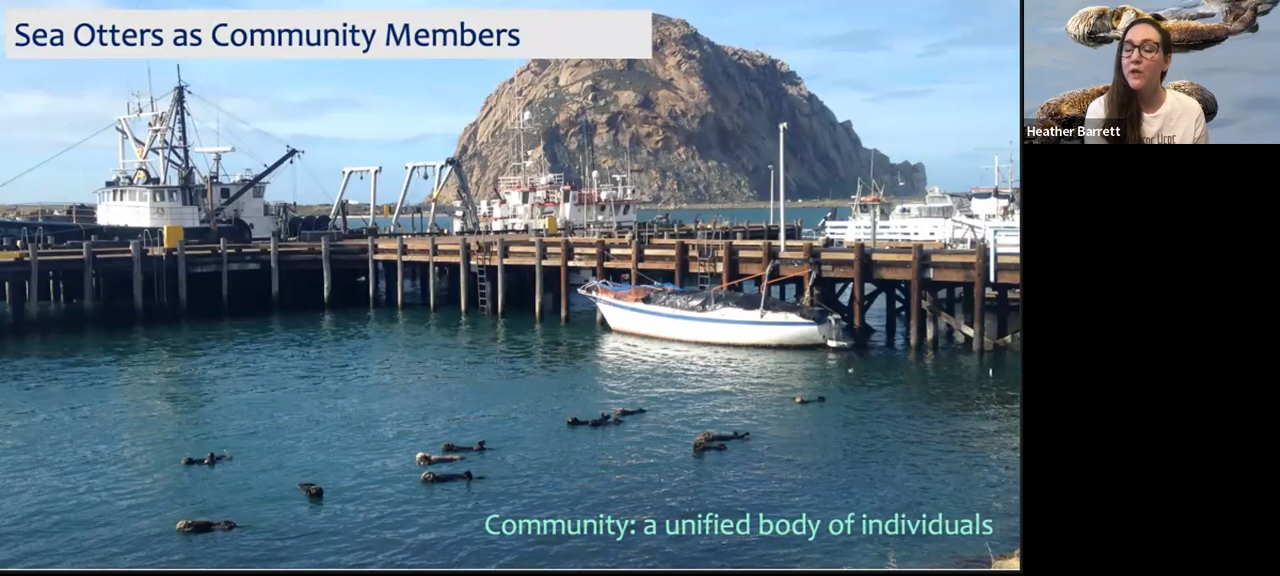 Sea Otters as Community Members
Heather Barrett
Community: a unified body of individuals